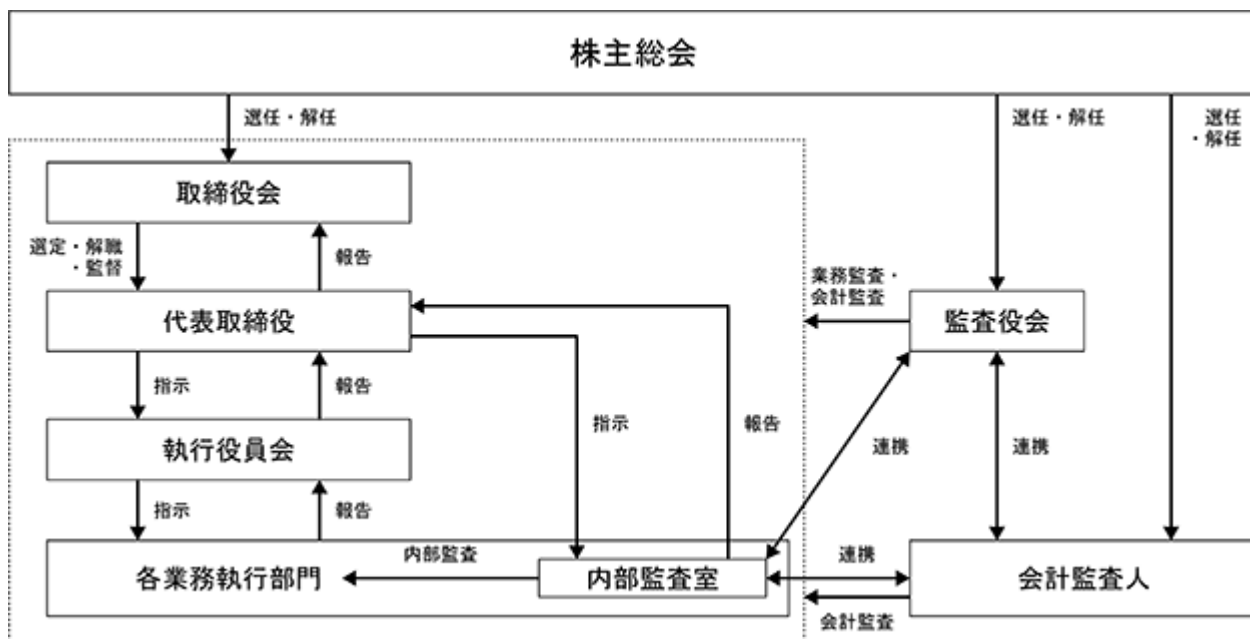 株主総会
選任・解任
選任・解任
選任
・解任
取締役会
選定・解職
・監督
報告
業務監査・
会計監査
代表取締役
監査役会
指示
報告
指示
報告
連携
連携
執行役員会
指示
報告
内部監査
連携
各業務執行部門
内部監査室
会計監査人
会計監査